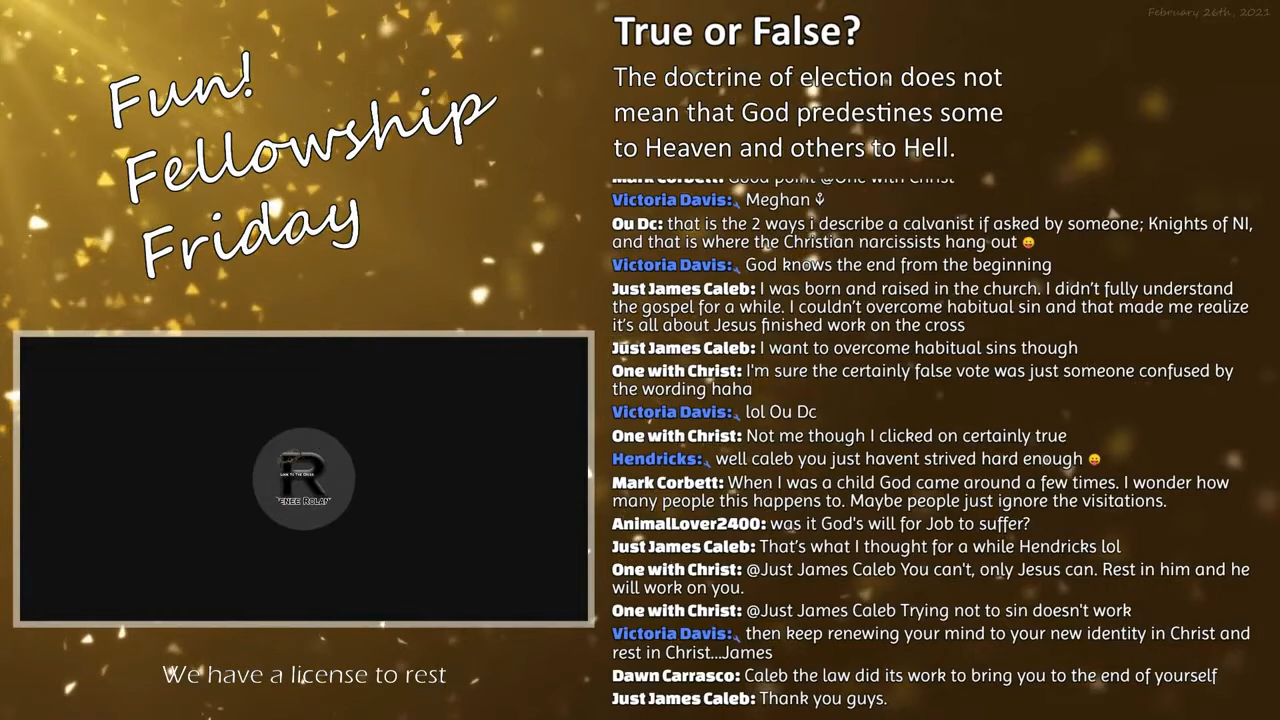 February 26th, 2021
Fun!
Fellowship
Friday
True or False?
The doctrine of election does not
mean that God predestines some
to Heaven and others to Hell.
Mark Corbett: Good point @One with Christ
Victoria Davis: Meghan
Ou Dc: that is the 2 ways i describe a calvanist if asked by someone; Knights of NI,
and that is where the Christian narcissists hang out 😛
Victoria Davis: God knows the end from the beginning
Just James Caleb: I was born and raised in the church. I didn't fully understand
the gospel for a while. I couldn't overcome habitual sin and that made me realize
it's all about Jesus finished work on the cross
Just James Caleb: I want to overcome habitual sins though
One with Christ: I'm sure the certainly false vote was just someone confused by
the wording haha
Victoria Davis: lol Ou Dc
One with Christ: Not me though I clicked on certainly true
Hendricks: well caleb you just havent strived hard enough 😛
Mark Corbett: When I was a child God came around a few times. I wonder how
many people this happens to. Maybe people just ignore the visitations.
AnimalLover2400: was it God's will for Job to suffer?
Just James Caleb: That's what I thought for a while Hendricks lol
One with Christ: @Just James Caleb You can't, only Jesus can. Rest in him and he
will work on you.
One with Christ: @Just James Caleb Trying not to sin doesn't work
Victoria Davis: then keep renewing your mind to your new identity in Christ and
rest in Christ...James
Dawn Carrasco: Caleb the law did its work to bring you to the end of yourself
Just James Caleb: Thank you guys.
R
LOOK TO THE CROSS
ENEE ROLAN
We have a license to rest